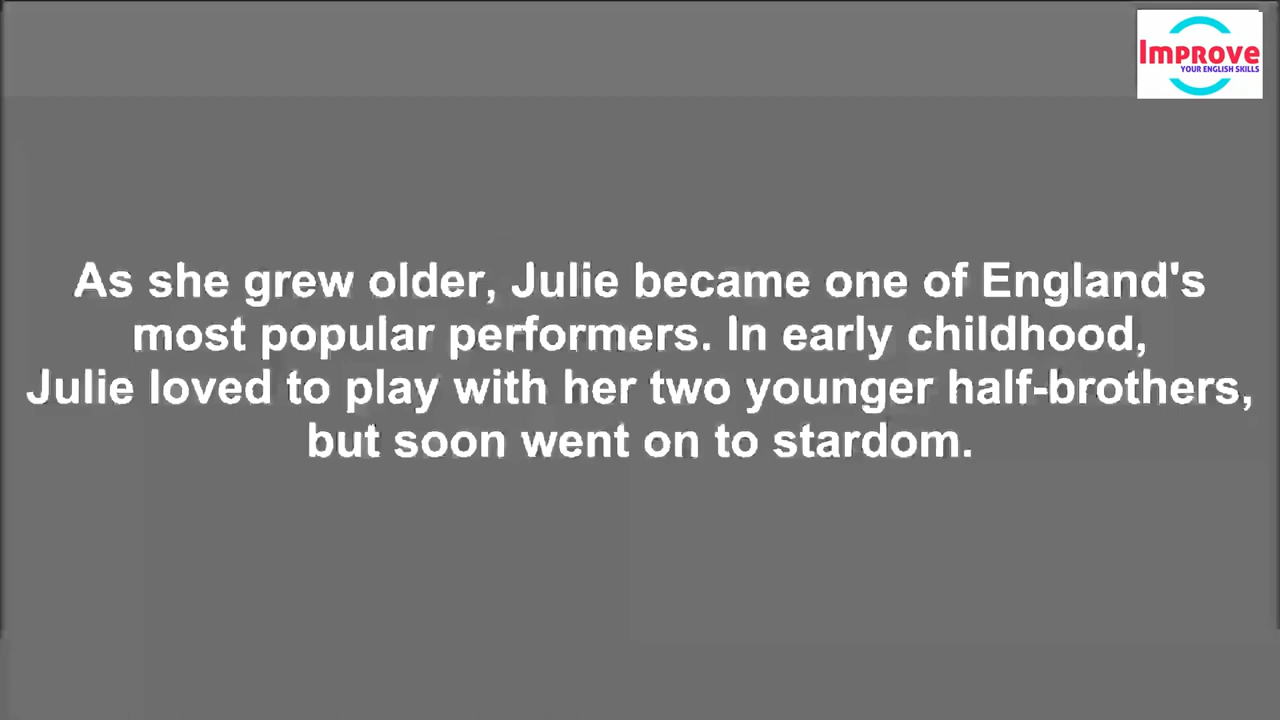 Improve
YOUR ENGLISH SKILLS
As she grew older, Julie became one of England's
most popular performers. In early childhood,
Julie loved to play with her two younger half-brothers,
but soon went on to stardom.